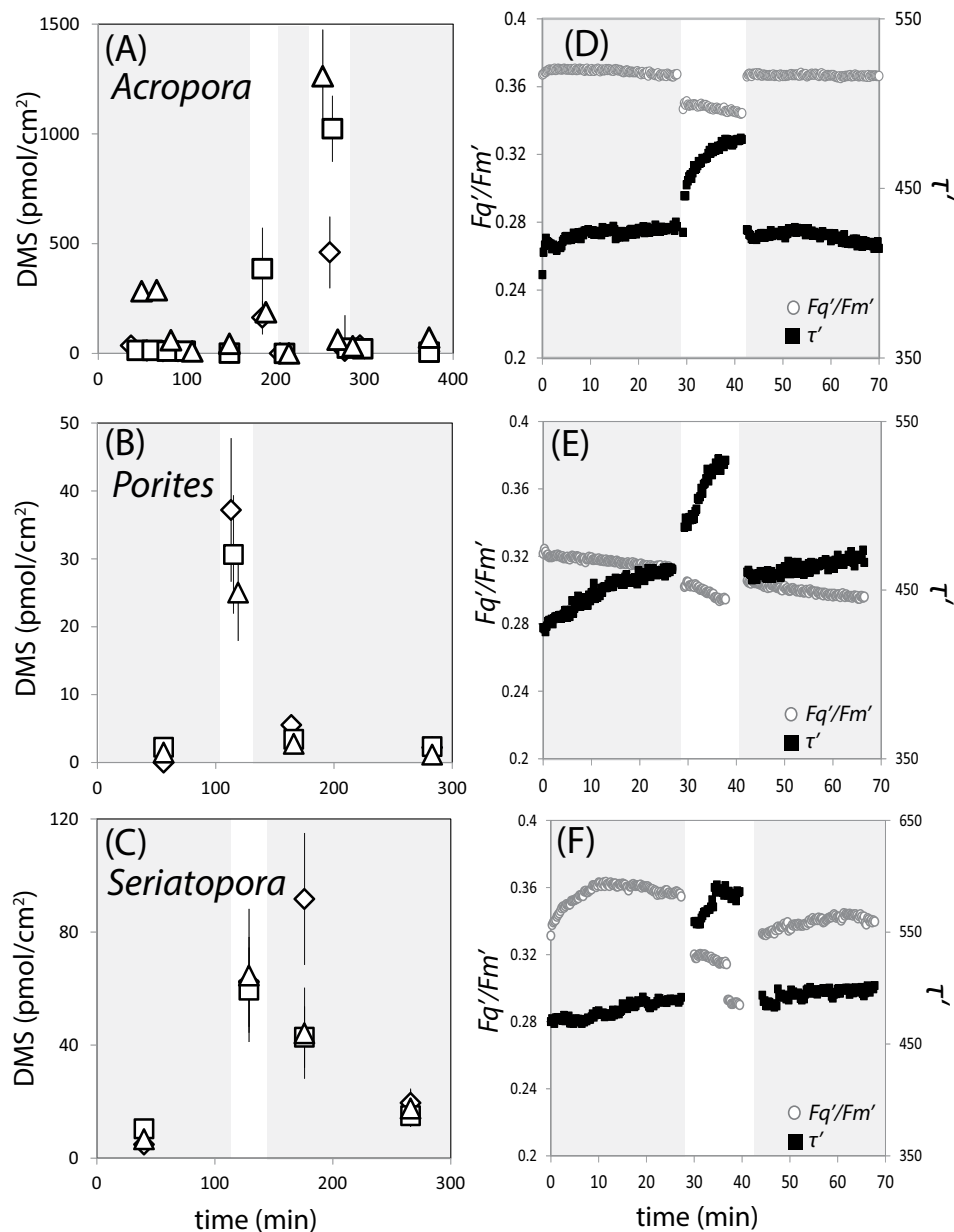 (A)
Acropora
DMS (pmol/cm²)
1500
1000
500
0
0 100 200 300 400
(D)
Fq'/Fm'
0.4
0.36
0.32
0.28
0.24
0.2
550
450
350
τ'
Fq'/Fm'
τ'
0 10 20 30 40 50 60 70
(B)
Porites
DMS (pmol/cm²)
50
40
30
20
10
0
0 100 200 300
(E)
Fq'/Fm'
0.4
0.36
0.32
0.28
0.24
0.2
550
450
350
τ'
Fq'/Fm'
τ'
0 10 20 30 40 50 60 70
(C)
Seriatopora
DMS (pmol/cm²)
120
80
40
0
0 100 200 300
time (min)
(F)
Fq'/Fm'
0.4
0.36
0.32
0.28
0.24
0.2
650
550
450
350
τ'
Fq'/Fm'
τ'
0 10 20 30 40 50 60 70
time (min)